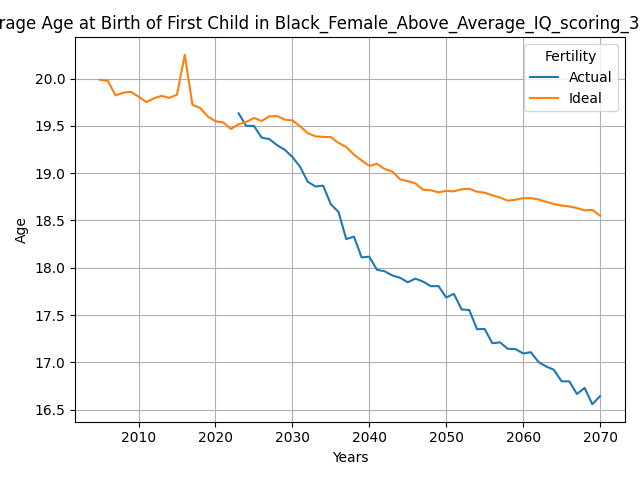 rage Age at Birth of First Child in Black_Female_Above_Average_IQ_scoring_3
Fertility
Actual
Ideal
20.0
19.5
19.0
18.5
18.0
17.5
17.0
16.5
Age
2010 2020 2030 2040 2050 2060 2070
Years